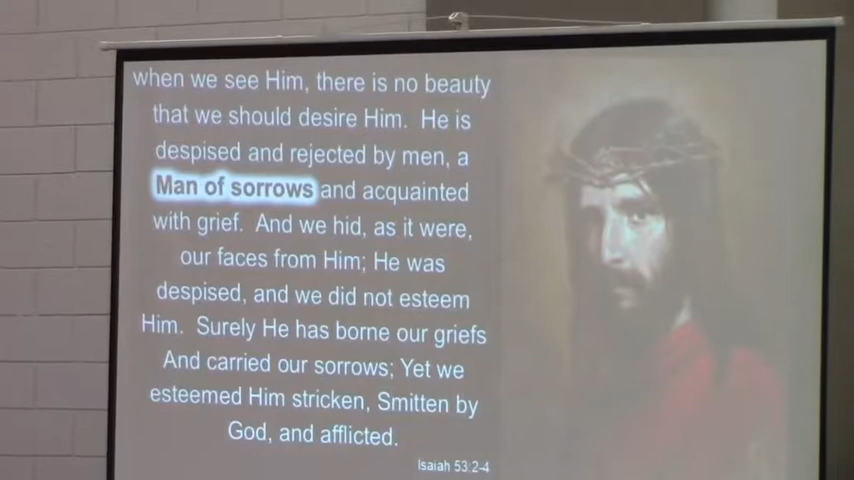 when we see Him, there is no beauty
that we should desire Him. He is
despised and rejected by men, a
Man of sorrows and acquainted
with grief. And we hid, as it were,
our faces from Him; He was
despised, and we did not esteem
Him. Surely He has borne our griefs
And carried our sorrows; Yet we
esteemed Him stricken, Smitten by
God, and afflicted.
Isaiah 53:2-4